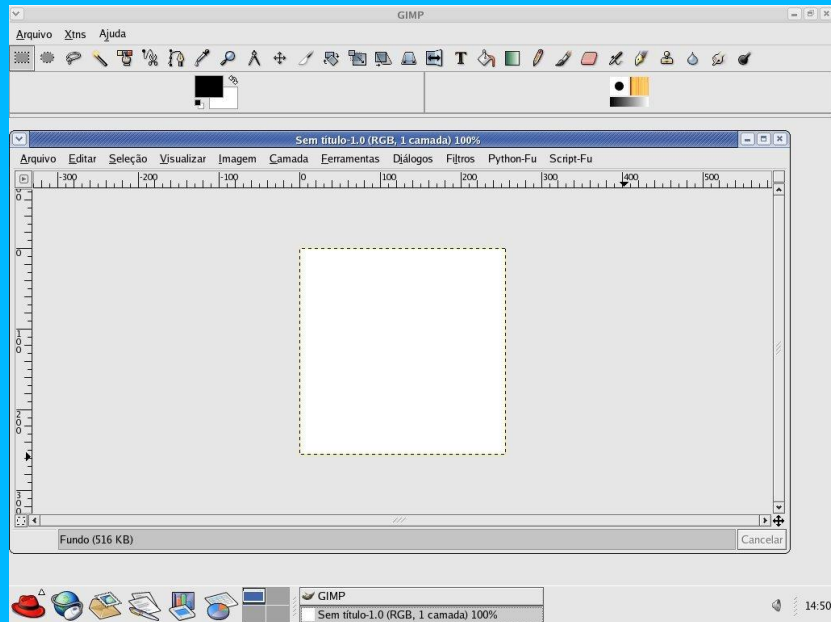 GIMP
Arquivo Xtns Ajuda
Sem título-1.0 (RGB, 1 camada) 100%
Arquivo Editar Seleção Visualizar Imagem Camada Ferramentas Diálogos Filtros Python-Fu Script-Fu
-300 -200 -100 0 100 200 300 400 500
0
0
100
200
300
Fundo (516 KB) Cancelar
GIMP
Sem título-1.0 (RGB, 1 camada) 100%
14:50